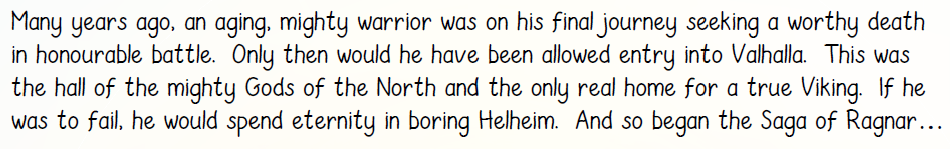 Many years ago, an aging, mighty warrior was on his final journey seeking a worthy death
in honourable battle.  Only then would he have been allowed entry into Valhalla.  This was
the hall of the mighty Gods of the North and the only real home for a true Viking.  If he
was to fail, he would spend eternity in boring Helheim.  And so began the Saga of Ragnar...